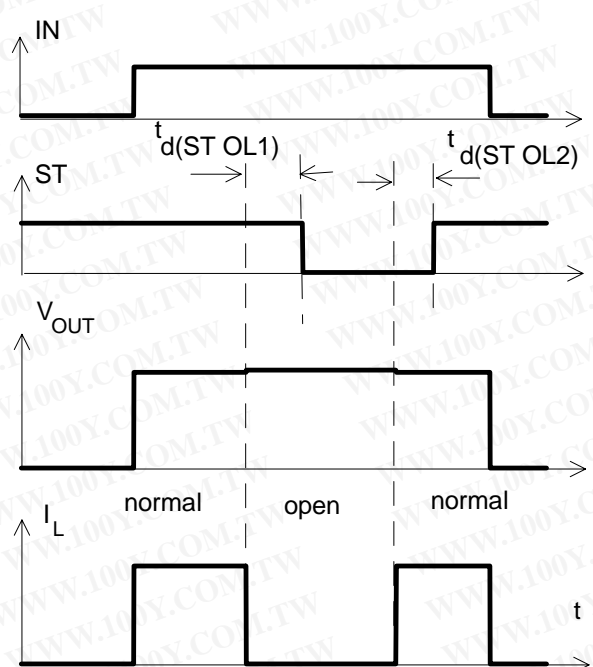 IN
t d(ST OL1)
t d(ST OL2)
ST
V OUT
normal open normal
I L
t
WWW.100Y.COM.TW